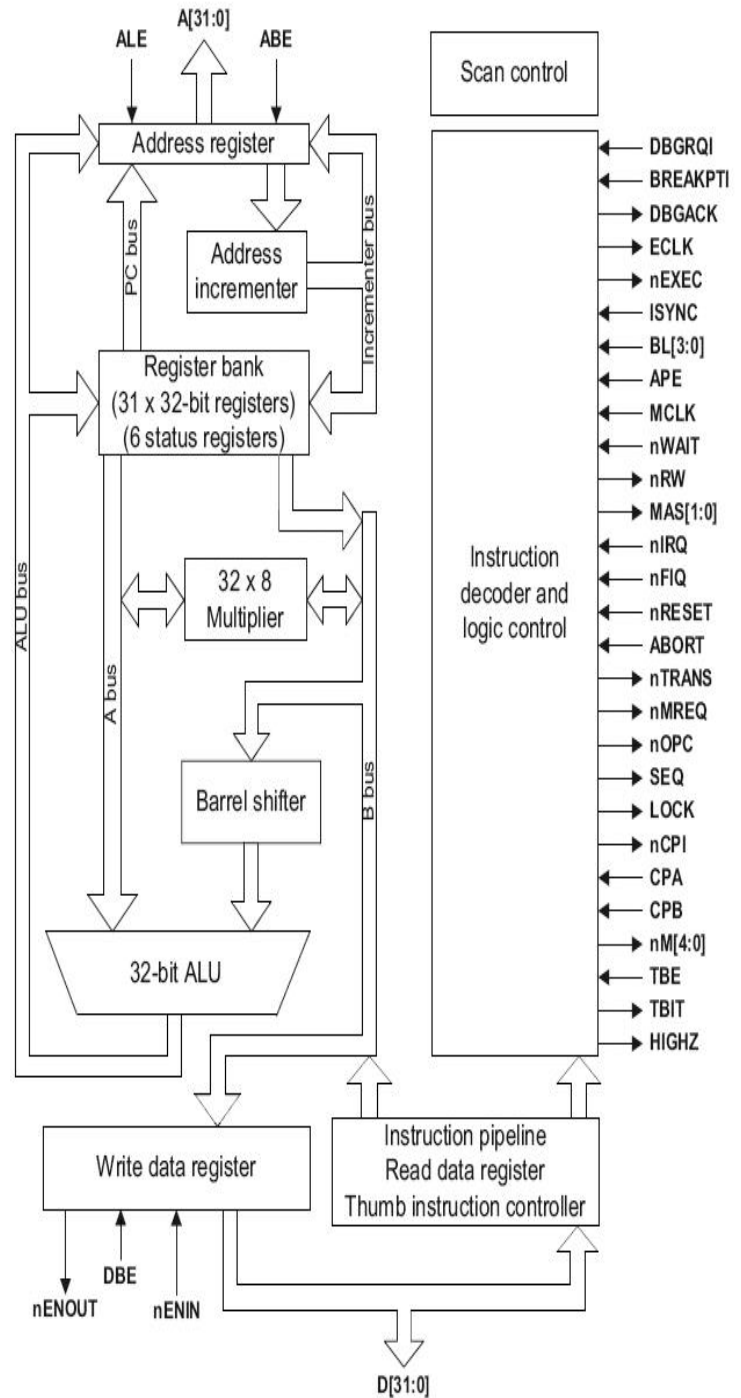 A[31:0]
ALE
ABE
Scan control
Address register
PC bus
Address
incrementer
Incrementer bus
Register bank
(31 x 32-bit registers)
(6 status registers)
ALU bus
A bus
32 x 8
Multiplier
Barrel shifter
B bus
32-bit ALU
Write data register
nENOUT
DBE
nENIN
Instruction
decoder and
logic control
DBGRQI
BREAKPTI
DBGACK
ECLK
nEXEC
ISYNC
BL[3:0]
APE
MCLK
nWAIT
nRW
MAS[1:0]
nIRQ
nFIQ
nRESET
ABORT
nTRANS
nMREQ
nOPC
SEQ
LOCK
nCPI
CPA
CPB
nM[4:0]
TBE
TBIT
HIGHZ
Instruction pipeline
Read data register
Thumb instruction controller
D[31:0]